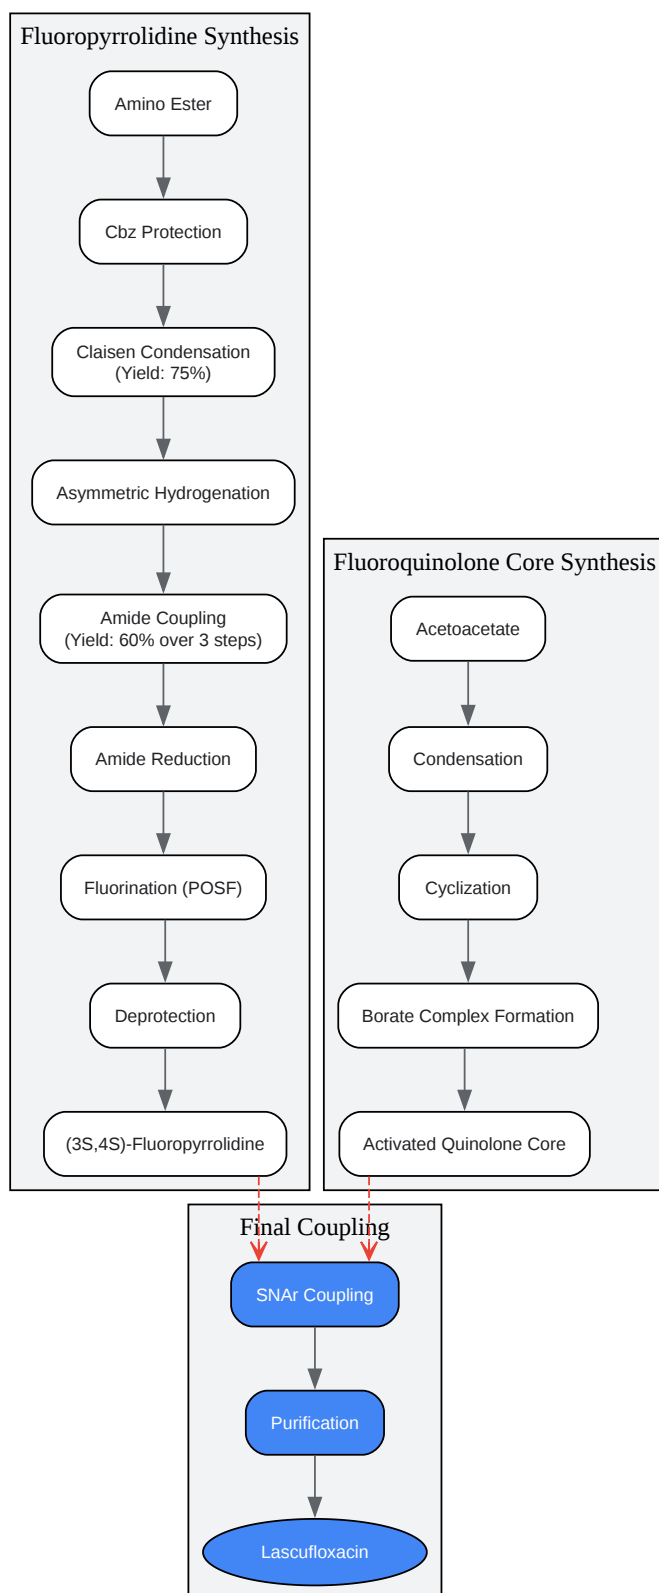 Fluoropyrrolidine Synthesis
Amino Ester
Cbz Protection
Claisen Condensation
(Yield: 75%)
Asymmetric Hydrogenation
Amide Coupling
(Yield: 60% over 3 steps)
Amide Reduction
Fluorination (POSF)
Deprotection
(3S,4S)-Fluoropyrrolidine
Fluoroquinolone Core Synthesis
Acetoacetate
Condensation
Cyclization
Borate Complex Formation
Activated Quinolone Core
Final Coupling
SNAr Coupling
Purification
Lascufloxacin